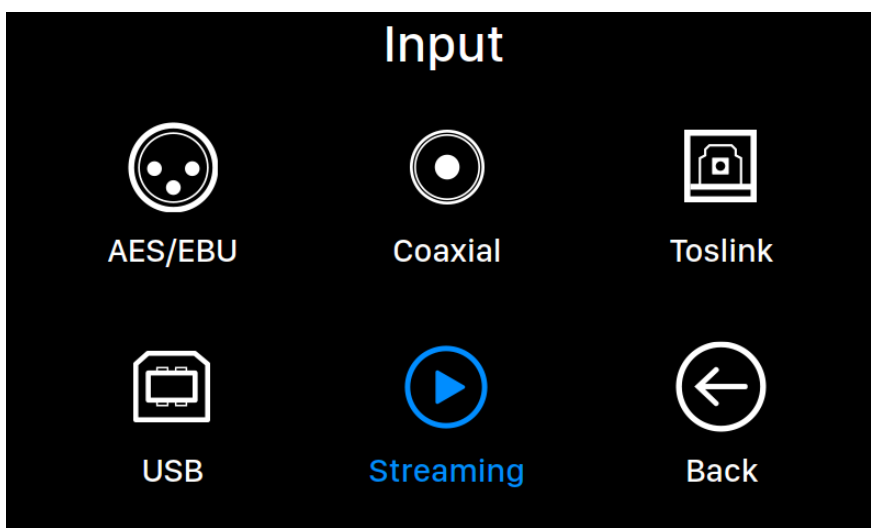 Input
AES/EBU
Coaxial
Toslink
USB
Streaming
Back